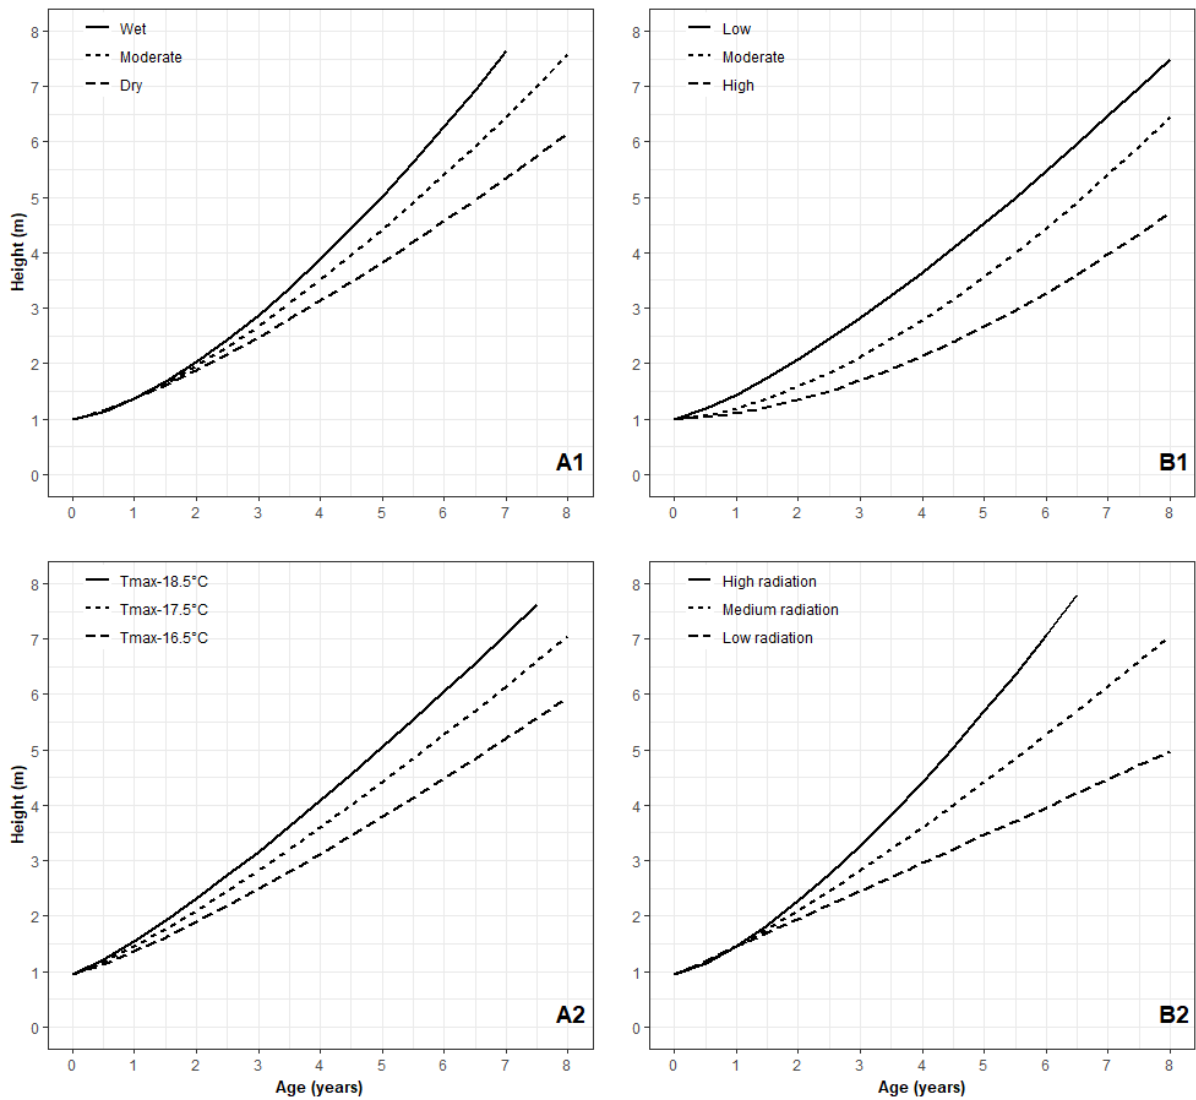 Wet
Moderate
Dry
8
7
6
5
4
3
2
1
0
Height (m)
0 1 2 3 4 5 6 7 8
A1
Low
Moderate
High
8
7
6
5
4
3
2
1
0
0 1 2 3 4 5 6 7 8
B1
Tmax-18.5°C
Tmax-17.5°C
Tmax-16.5°C
8
7
6
5
4
3
2
1
0
Height (m)
0 1 2 3 4 5 6 7 8
Age (years)
A2
High radiation
Medium radiation
Low radiation
8
7
6
5
4
3
2
1
0
0 1 2 3 4 5 6 7 8
Age (years)
B2